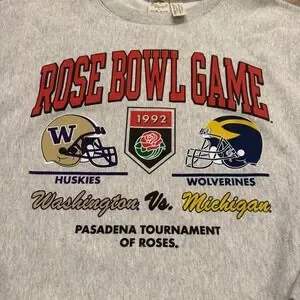 ROSE BOWL GAME
1992
W
HUSKIES
WOLVERINES
Washington. Vs. Michigan.
PASADENA TOURNAMENT
OF ROSES.